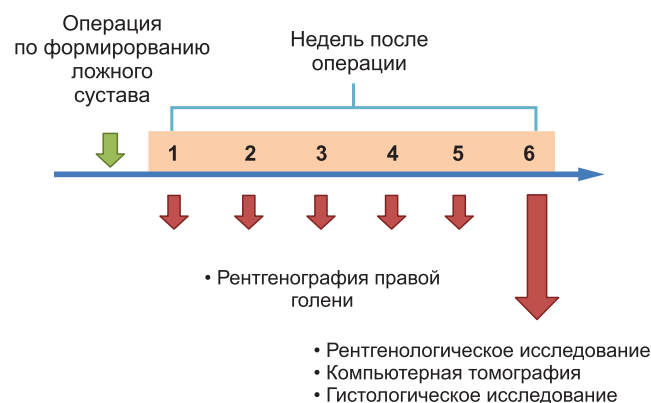 Операция
по формирорванию
ложного
сустава
Недель после
операции
1 2 3 4 5 6
• Рентгенография правой
голени
• Рентгенологическое исследование
• Компьютерная томография
• Гистологическое исследование